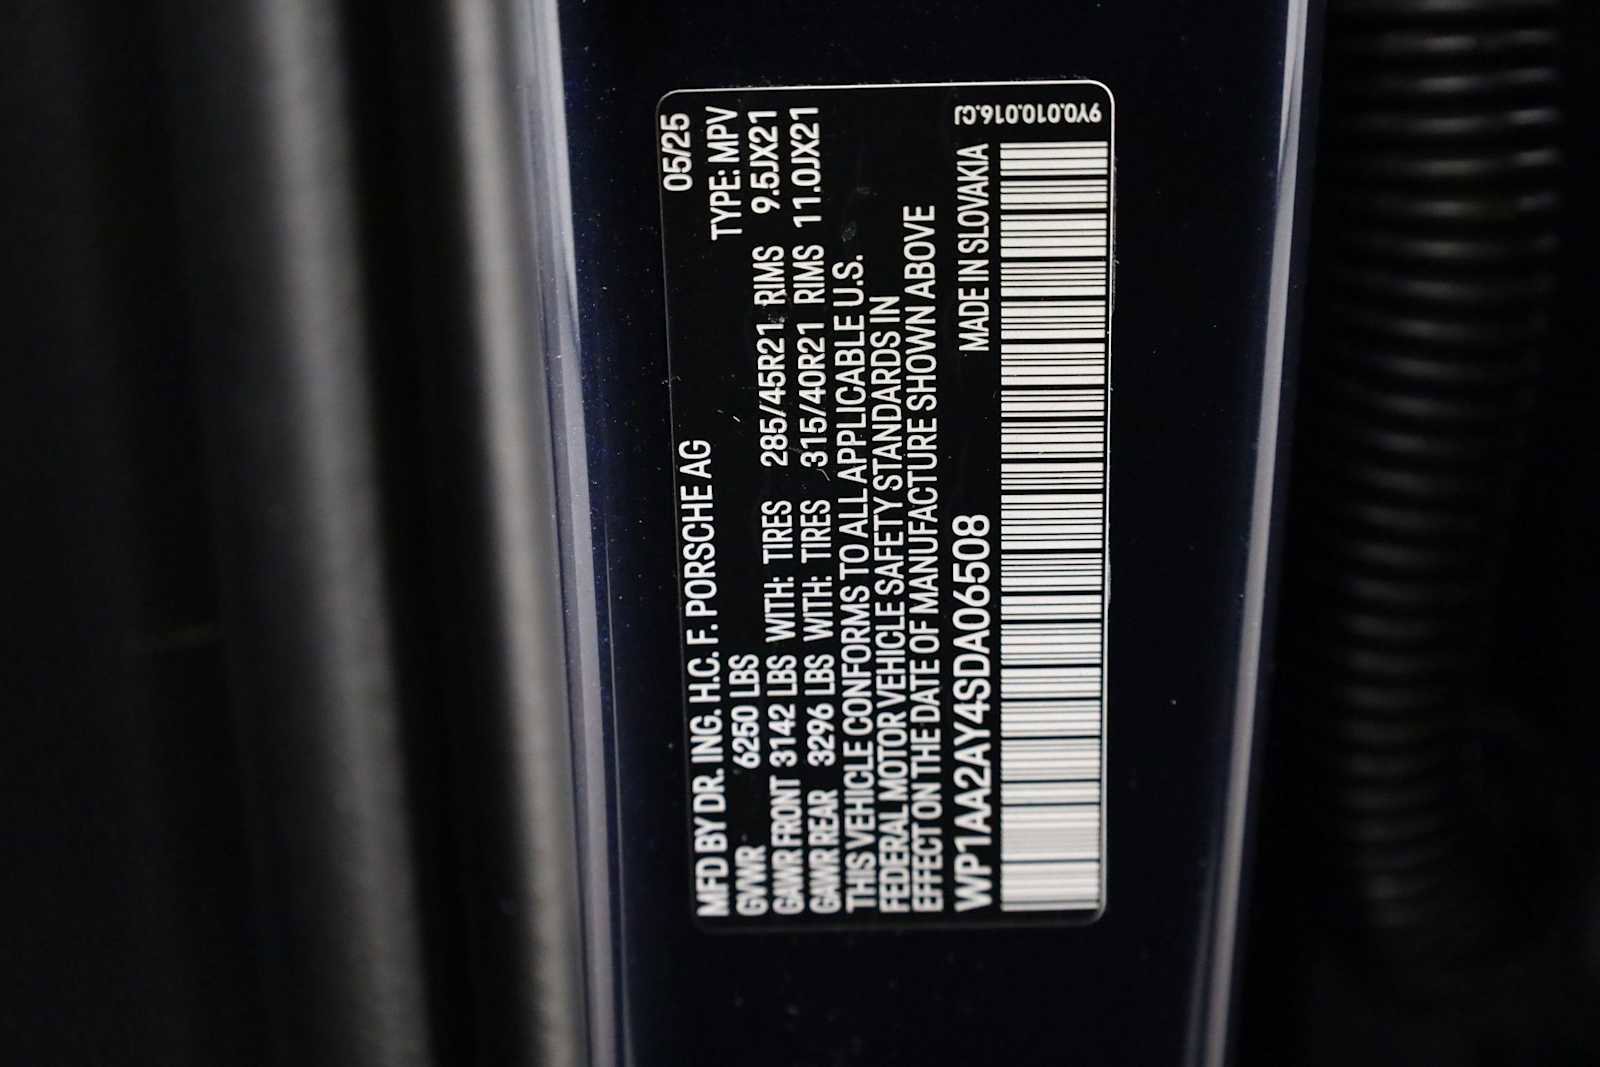 MFD BY DR. ING. H.C. F. PORSCHE AG 05/25
GVWR 6250 LBS TYPE: MPV
GAWR FRONT 3142 LBS WITH: TIRES 285/45R21 RIMS 9.5JX21
GAWR REAR 3296 LBS WITH: TIRES 315/40R21 RIMS 11.0JX21
THIS VEHICLE CONFORMS TO ALL APPLICABLE U.S.
FEDERAL MOTOR VEHICLE SAFETY STANDARDS IN
EFFECT ON THE DATE OF MANUFACTURE SHOWN ABOVE
WP1AA2AY4SDA06508 MADE IN SLOVAKIA
9Y0.010.016.CJ